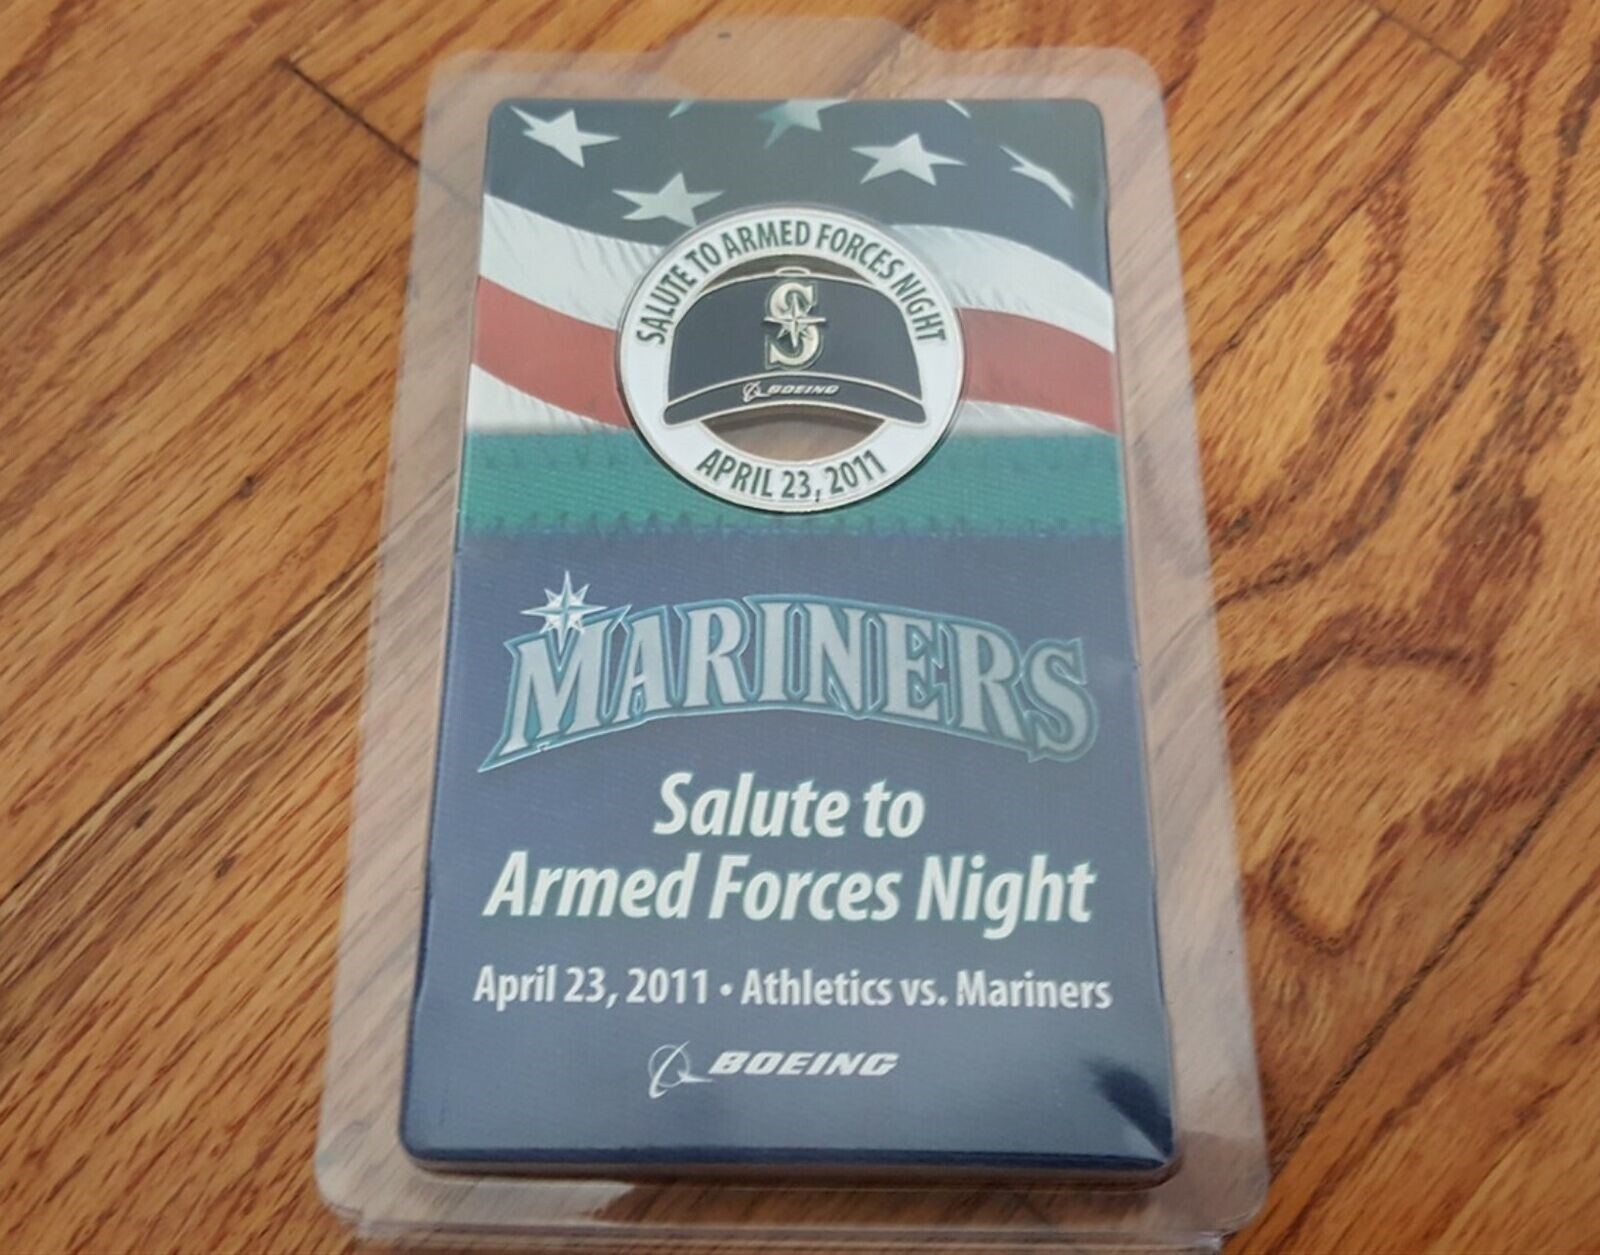 SALUTE TO ARMED FORCES NIGHT
S
BOEING
APRIL 23, 2011
MARINERS
Salute to
Armed Forces Night
April 23, 2011 • Athletics vs. Mariners
BOEING